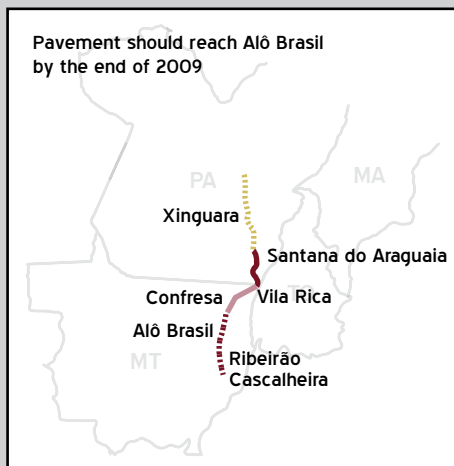 Pavement should reach Alô Brasil
by the end of 2009
PA
MA
Xinguara
Santana do Araguaia
TO
Confresa
Vila Rica
Alô Brasil
MT
Ribeirão
Cascalheira